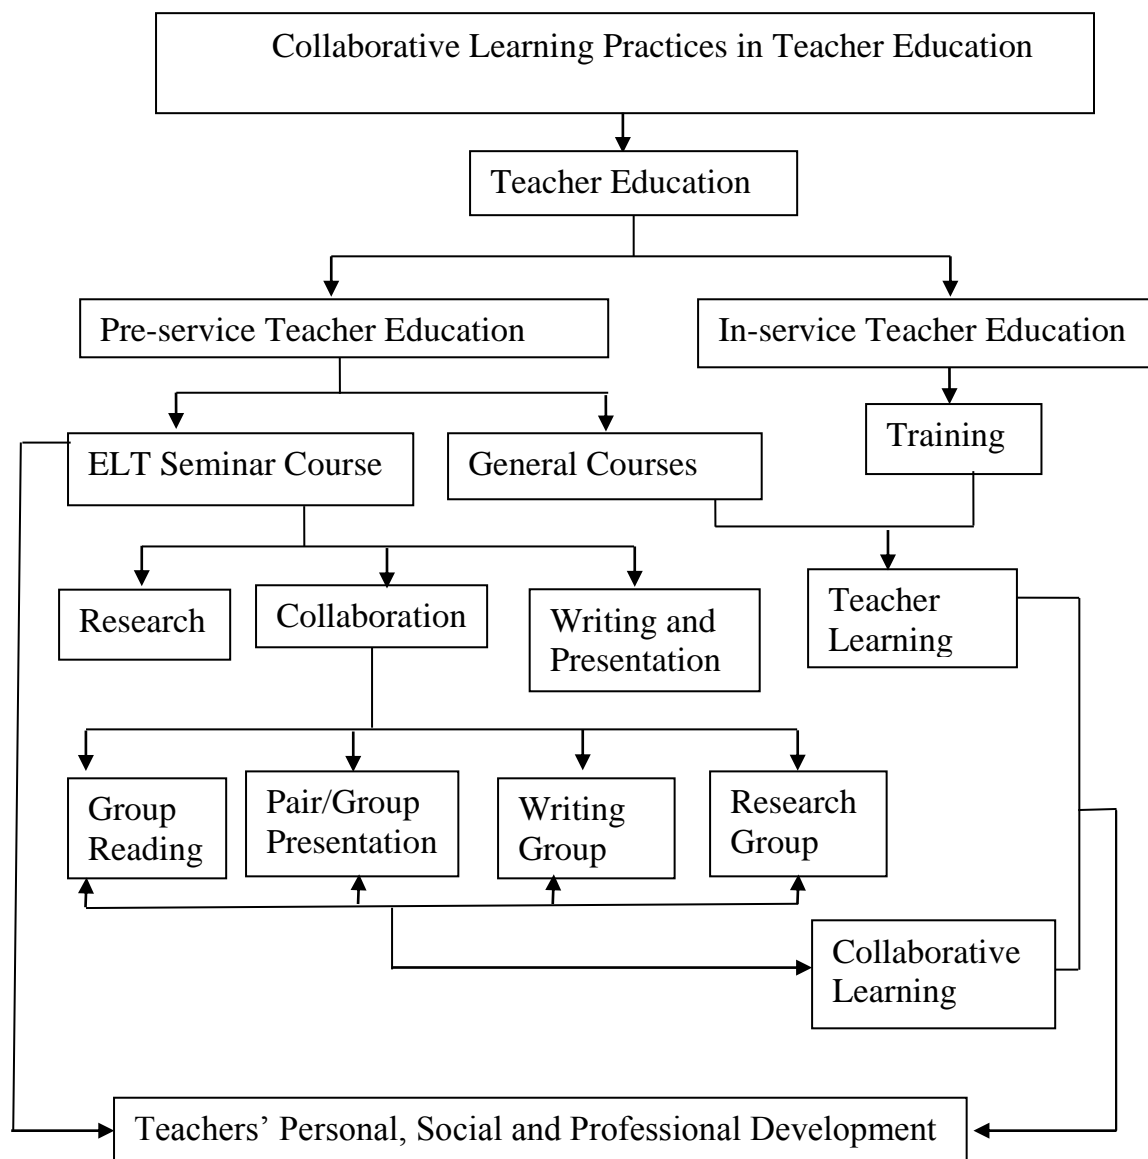 Collaborative Learning Practices in Teacher Education
Teacher Education
Pre-service Teacher Education
In-service Teacher Education
ELT Seminar Course
General Courses
Training
Research
Collaboration
Writing and
Presentation
Teacher
Learning
Group
Reading
Pair/Group
Presentation
Writing
Group
Research
Group
Collaborative
Learning
Teachers’ Personal, Social and Professional Development